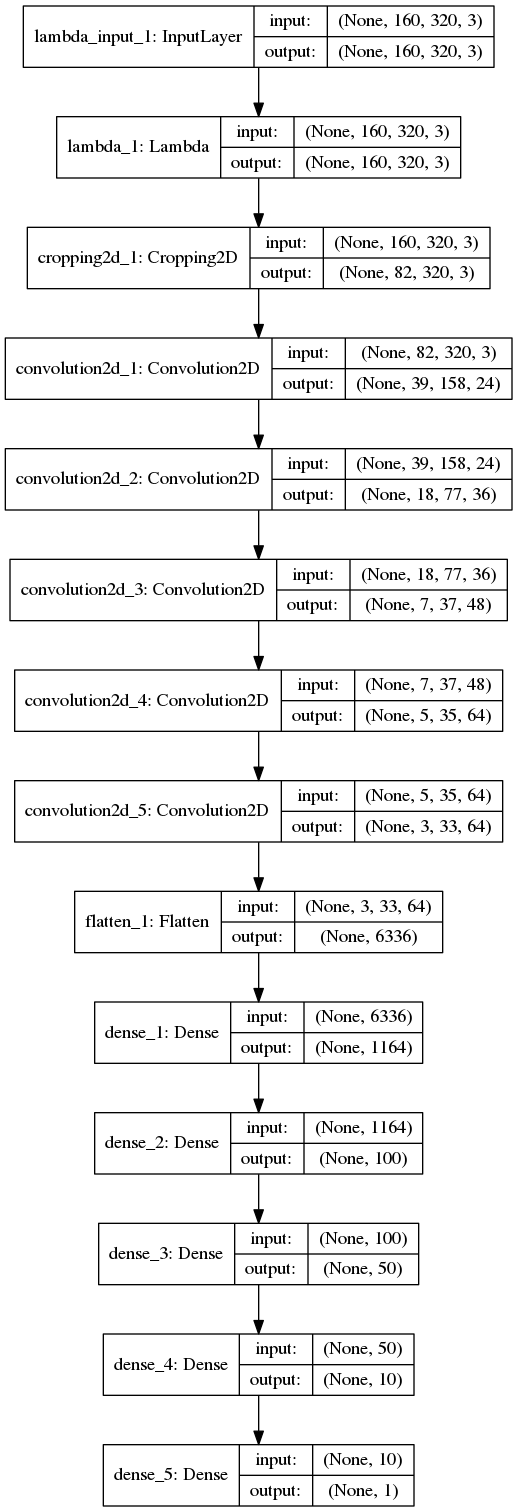 lambda_input_1: InputLayer
input:
(None, 160, 320, 3)
output:
(None, 160, 320, 3)
lambda_1: Lambda
input:
(None, 160, 320, 3)
output:
(None, 160, 320, 3)
cropping2d_1: Cropping2D
input:
(None, 160, 320, 3)
output:
(None, 82, 320, 3)
convolution2d_1: Convolution2D
input:
(None, 82, 320, 3)
output:
(None, 39, 158, 24)
convolution2d_2: Convolution2D
input:
(None, 39, 158, 24)
output:
(None, 18, 77, 36)
convolution2d_3: Convolution2D
input:
(None, 18, 77, 36)
output:
(None, 7, 37, 48)
convolution2d_4: Convolution2D
input:
(None, 7, 37, 48)
output:
(None, 5, 35, 64)
convolution2d_5: Convolution2D
input:
(None, 5, 35, 64)
output:
(None, 3, 33, 64)
flatten_1: Flatten
input:
(None, 3, 33, 64)
output:
(None, 6336)
dense_1: Dense
input:
(None, 6336)
output:
(None, 1164)
dense_2: Dense
input:
(None, 1164)
output:
(None, 100)
dense_3: Dense
input:
(None, 100)
output:
(None, 50)
dense_4: Dense
input:
(None, 50)
output:
(None, 10)
dense_5: Dense
input:
(None, 10)
output:
(None, 1)